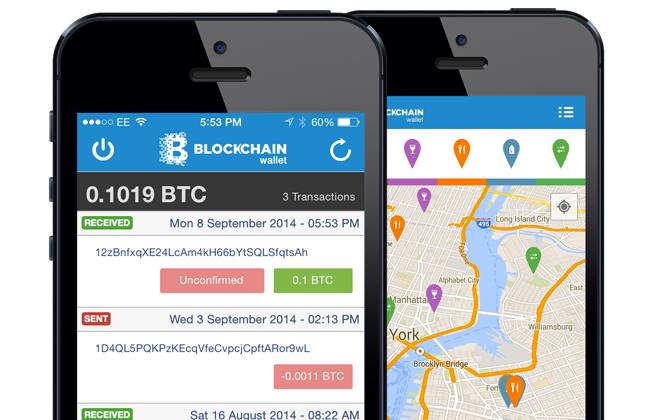 EE 5:53 PM 60%
BLOCKCHAIN
wallet
0.1019 BTC 3 Transactions
RECEIVED Mon 8 September 2014 - 05:53 PM
12zBnfxqXE24LcAm4kH66bYtSQLSfqtsAh
Unconfirmed 0.1 BTC
SENT Wed 3 September 2014 - 02:13 PM
1D4QL5PQKPzKEcqVfeCvpcjCpftARor9wL
-0.0011 BTC
RECEIVED Sat 16 August 2014 - 08:22 AM
CKCHAIN
wallet
Long Island City
495
Alphabet City
Manhattan
Williamsburg
York
Brooklyn Bridge